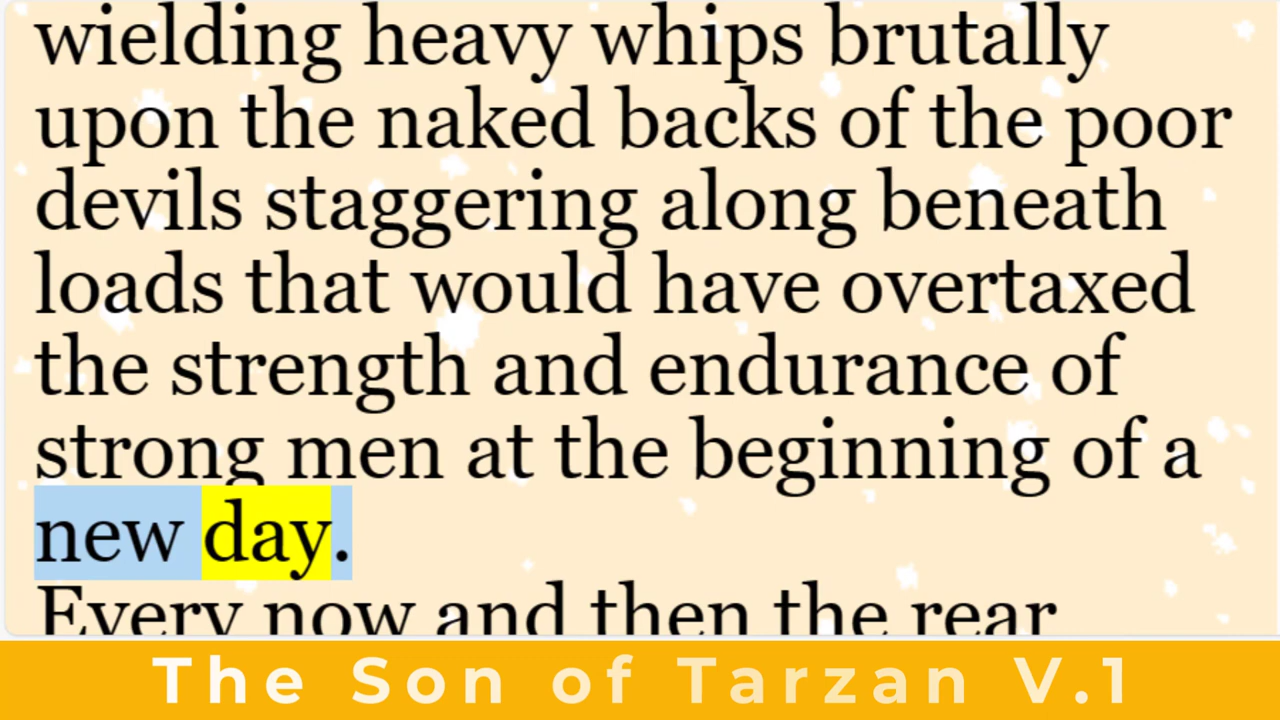 wielding heavy whips brutally
upon the naked backs of the poor
devils staggering along beneath
loads that would have overtaxed
the strength and endurance of
strong men at the beginning of a
new day.
Every now and then the rear
The Son of Tarzan V.1